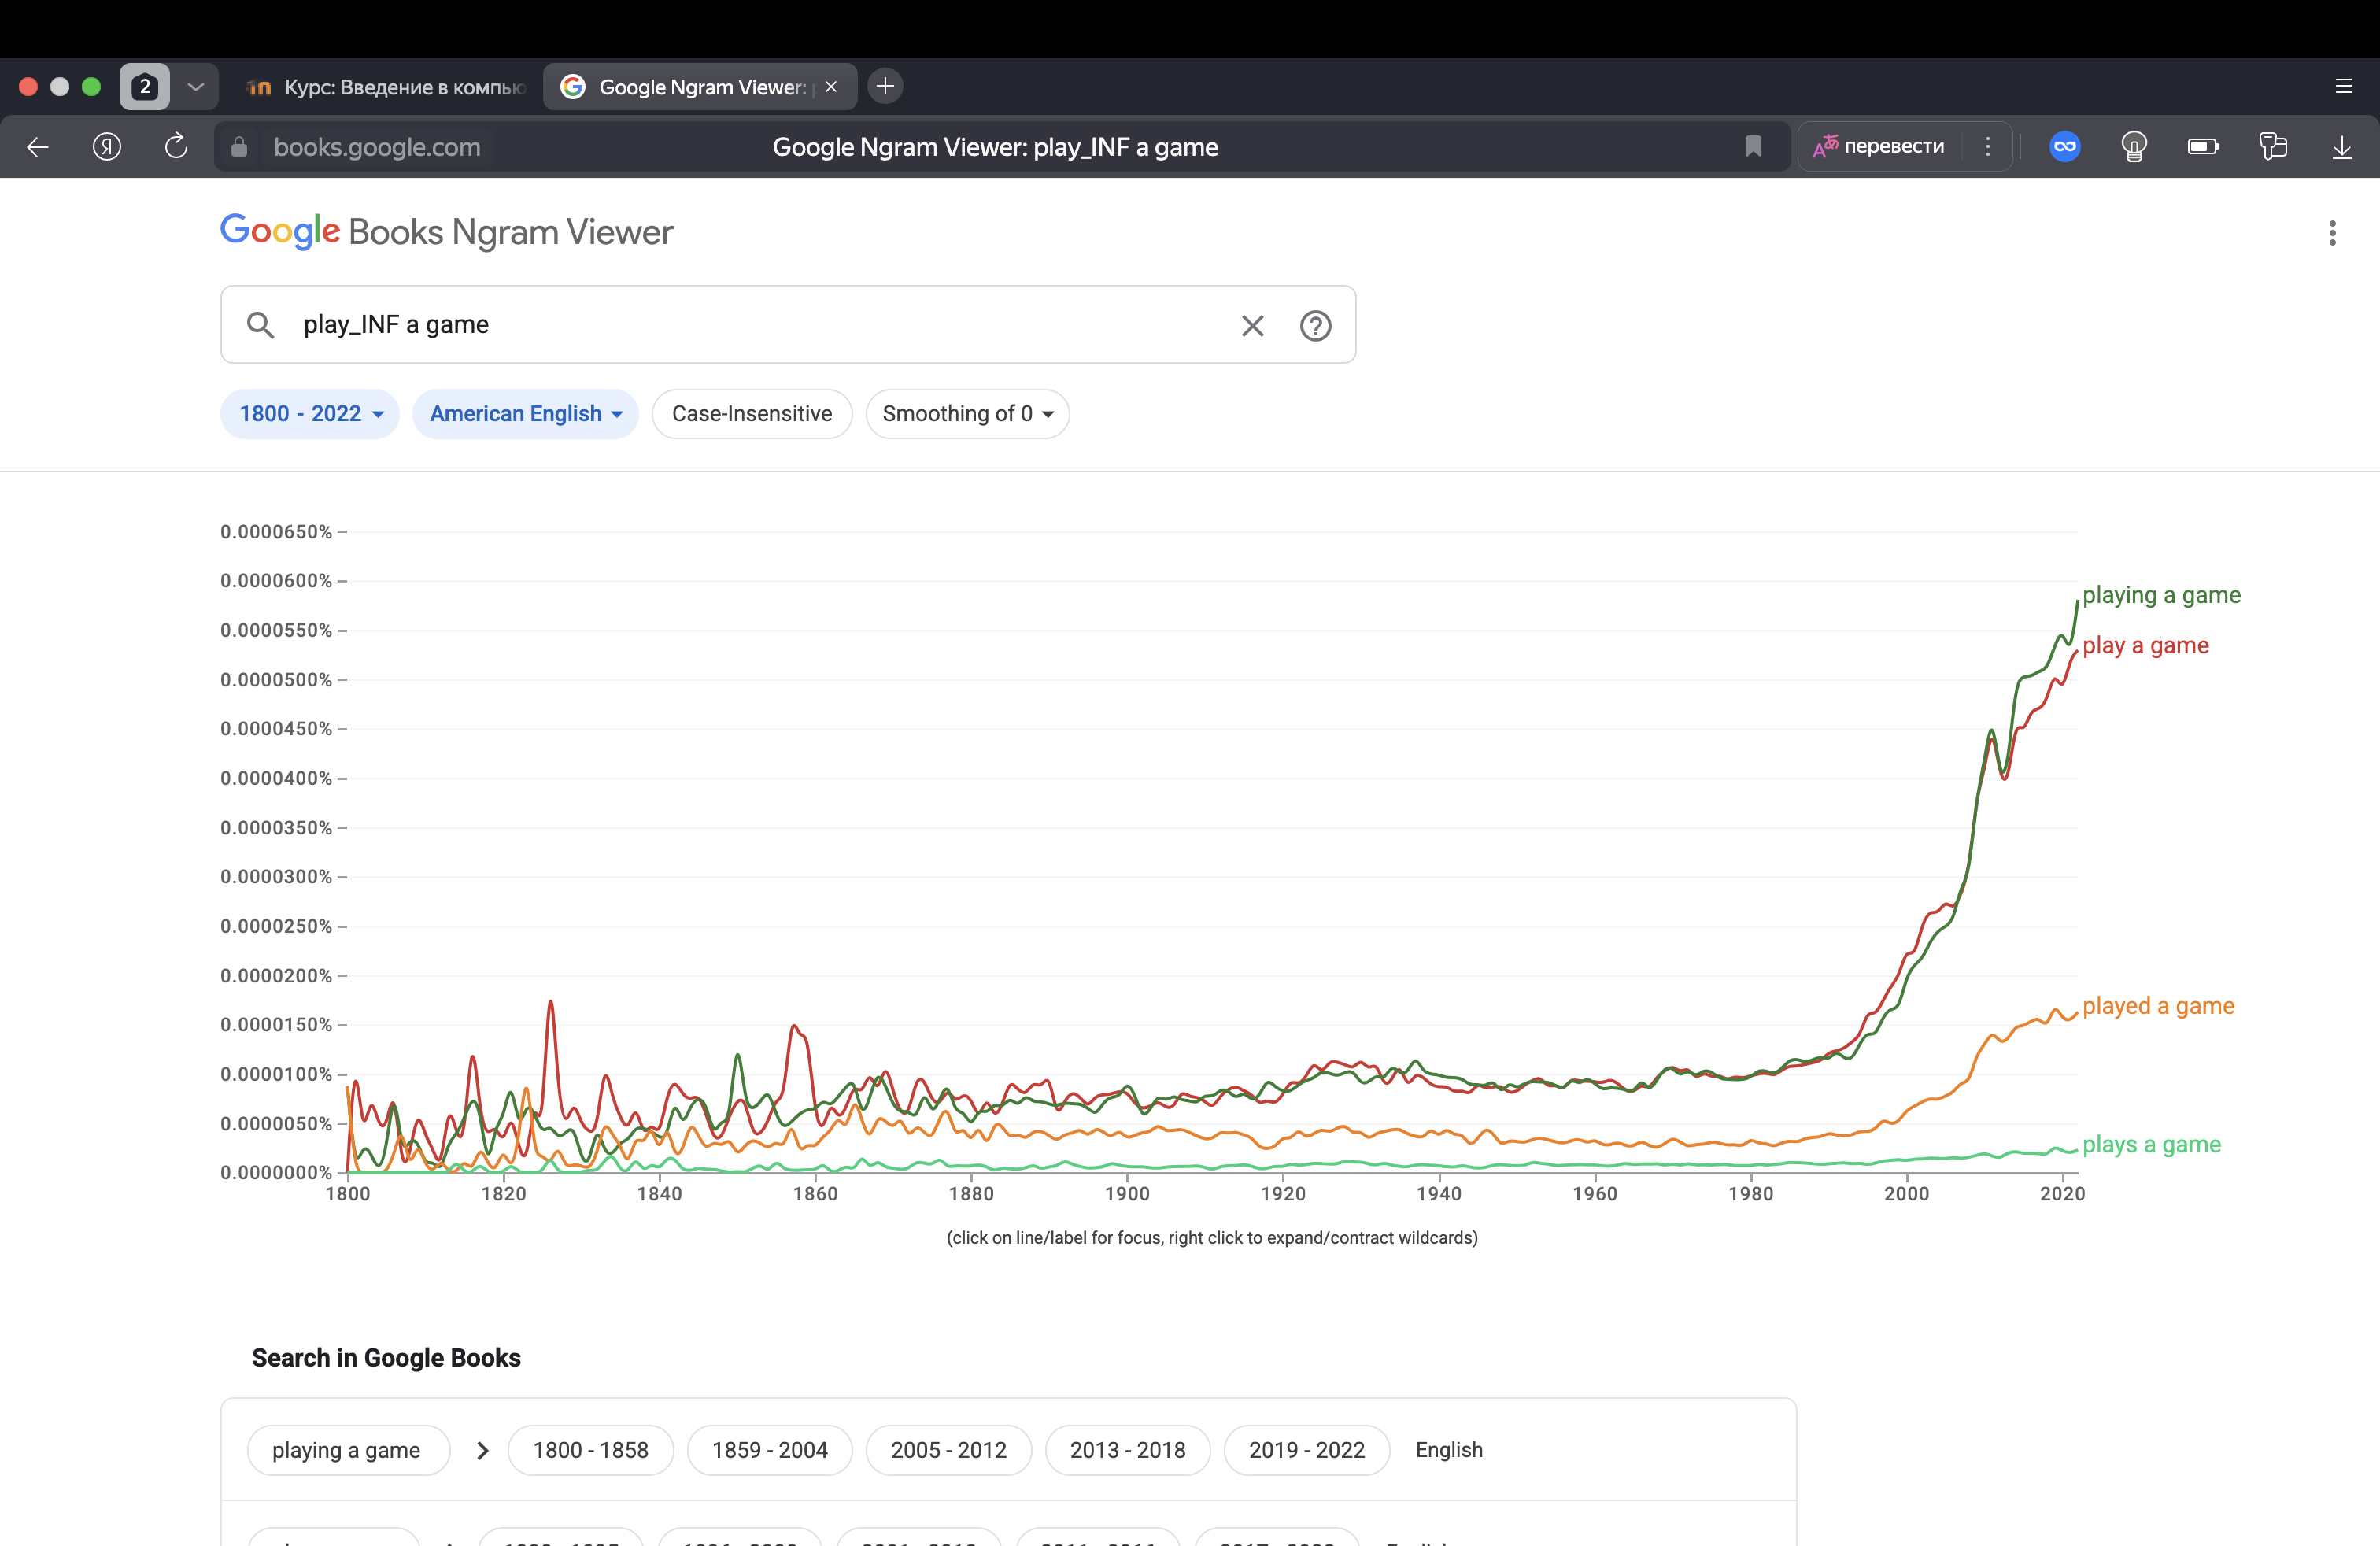 2
Курс: Введение в компью
Google Ngram Viewer:
books.google.com
Google Ngram Viewer: play_INF a game
перевести
Google Books Ngram Viewer
play_INF a game
1800 - 2022
American English
Case-Insensitive
Smoothing of 0
0.0000650%
0.0000600%
0.0000550%
0.0000500%
0.0000450%
0.0000400%
0.0000350%
0.0000300%
0.0000250%
0.0000200%
0.0000150%
0.0000100%
0.0000050%
0.0000000%
playing a game
play a game
played a game
plays a game
1800 1820 1840 1860 1880 1900 1920 1940 1960 1980 2000 2020
(click on line/label for focus, right click to expand/contract wildcards)
Search in Google Books
playing a game 1800 - 1858 1859 - 2004 2005 - 2012 2013 - 2018 2019 - 2022 English